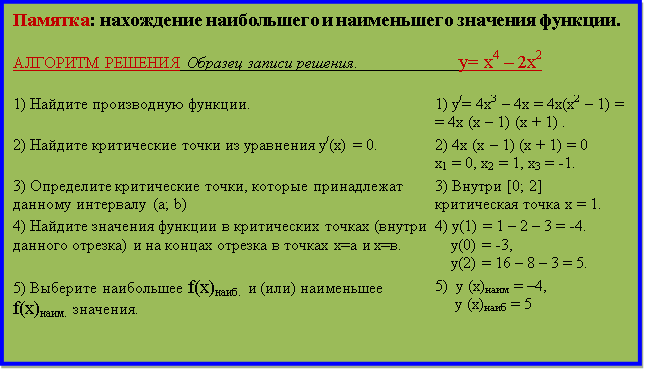 Памятка: нахождение наибольшего и наименьшего значения функции.
АЛГОРИТМ РЕШЕНИЯ Образец записи решения. y= x⁴ – 2x²
1) Найдите производную функции.
1) y′= 4x³ – 4x = 4x(x² – 1) =
= 4x (x – 1) (x + 1) .
2) Найдите критические точки из уравнения y′(x) = 0.
2) 4x (x – 1) (x + 1) = 0
x₁ = 0, x₂ = 1, x₃ = -1.
3) Определите критические точки, которые принадлежат
данному интервалу (a; b)
3) Внутри [0; 2]
критическая точка x = 1.
4) Найдите значения функции в критических точках (внутри
данного отрезка) и на концах отрезка в точках x=a и x=в.
4) y(1) = 1 – 2 – 3 = -4.
y(0) = -3,
y(2) = 16 – 8 – 3 = 5.
5) Выберите наибольшее f(x)наиб. и (или) наименьшее
f(x)наим. значения.
5) y (x)наим = –4,
y (x)наиб = 5